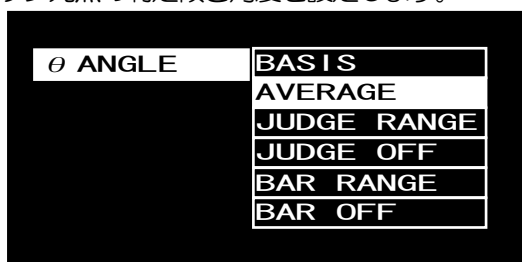 θ ANGLE
BASIS
AVERAGE
JUDGE RANGE
JUDGE OFF
BAR RANGE
BAR OFF